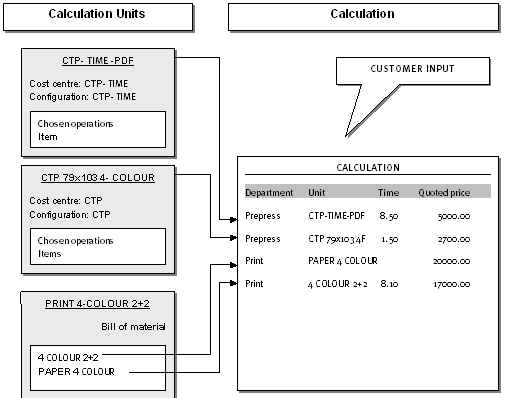 Calculation Units
Calculation
CTP- TIME -PDF
Cost centre: CTP- TIME
Configuration: CTP- TIME
Chosen operations
Item
CTP 79x103 4- COLOUR
Cost centre: CTP
Configuration: CTP
Chosen operations
Items
PRINT 4-COLOUR 2+2
Bill of material
4 COLOUR 2+2
PAPER 4 COLOUR
CUSTOMER INPUT
CALCULATION
Department Unit Time Quoted price
Prepress CTP-TIME-PDF 8.50 5000.00
Prepress CTP 79x103 4F 1.50 2700.00
Print PAPER 4 COLOUR 20000.00
Print 4 COLOUR 2+2 8.10 17000.00